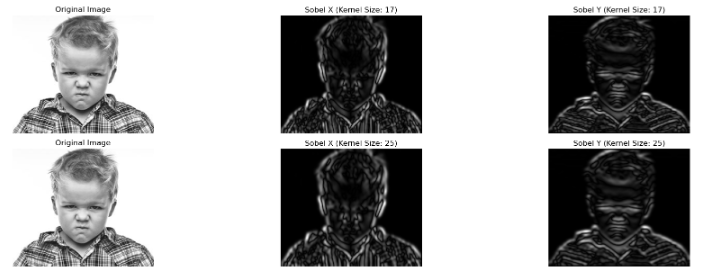 Original Image
Sobel X (Kernel Size: 17)
Sobel Y (Kernel Size: 17)
Original Image
Sobel X (Kernel Size: 25)
Sobel Y (Kernel Size: 25)